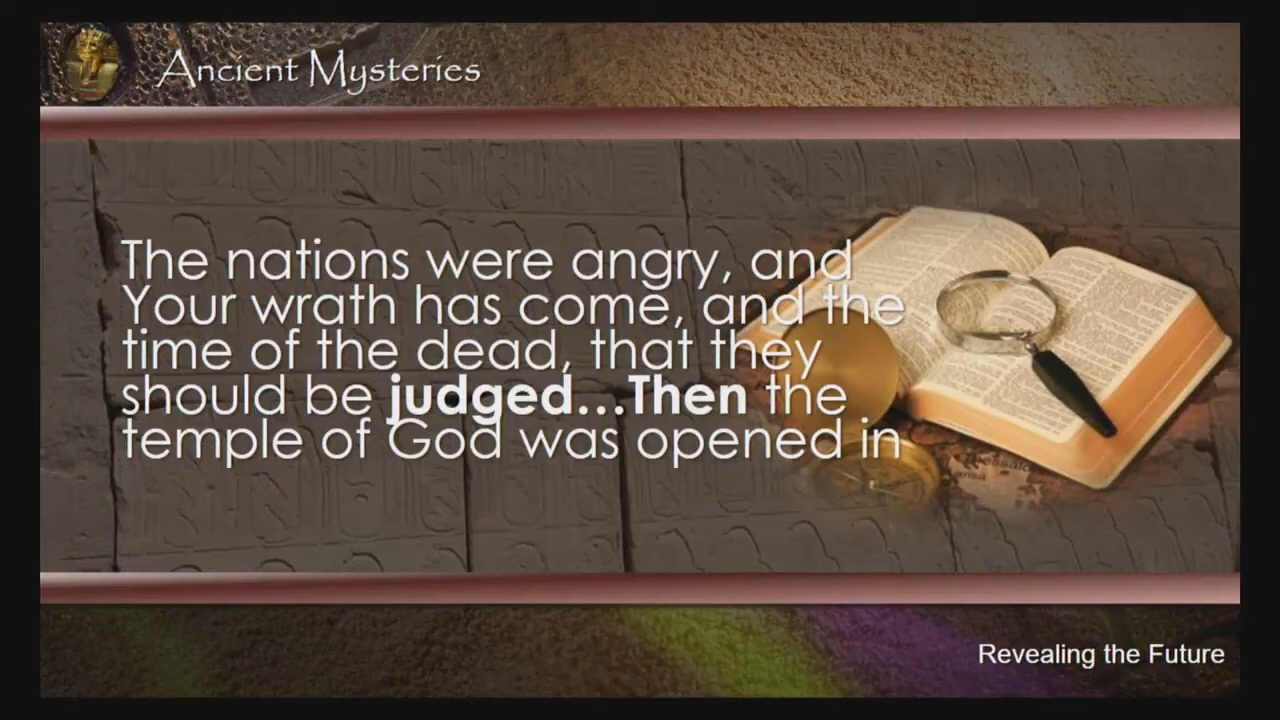 Ancient Mysteries
The nations were angry, and
Your wrath has come, and the
time of the dead, that they
should be judged...Then the
temple of God was opened in
Revealing the Future